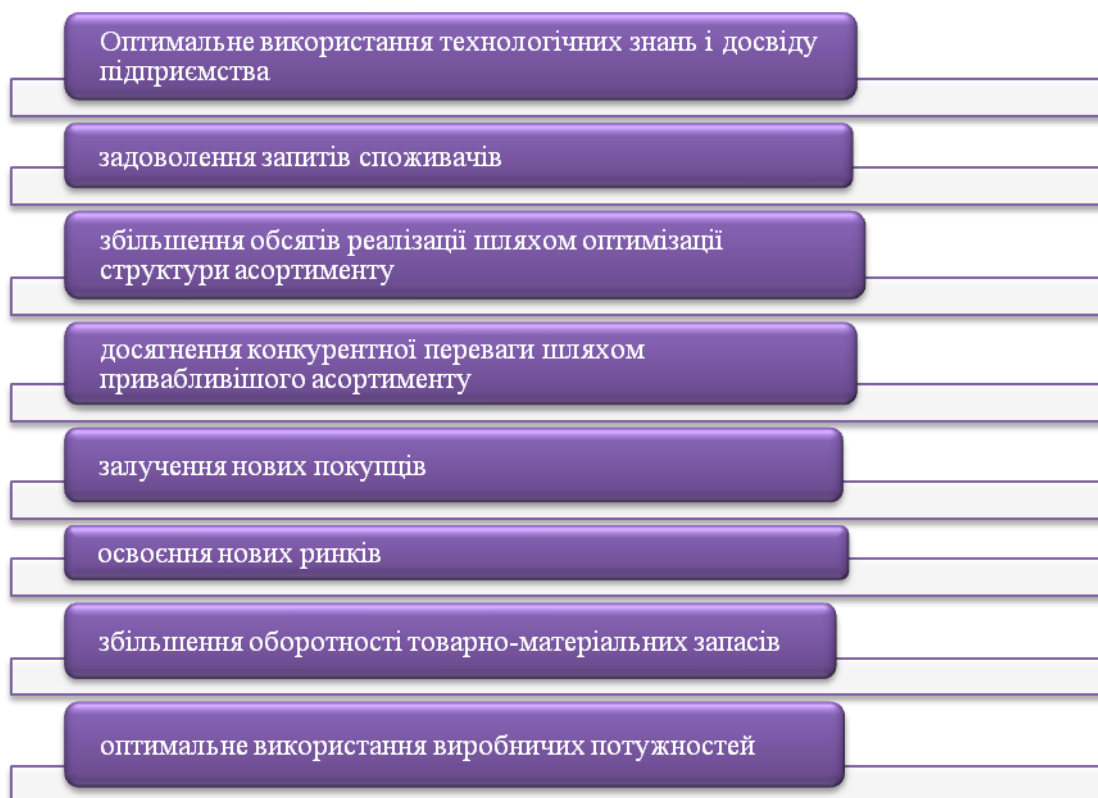 Оптимальне використання технологічних знань і досвіду
підприємства
задоволення запитів споживачів
збільшення обсягів реалізації шляхом оптимізації
структури асортименту
досягнення конкурентної переваги шляхом
привабливішого асортименту
залучення нових покупців
освоєння нових ринків
збільшення оборотності товарно-матеріальних запасів
оптимальне використання виробничих потужностей